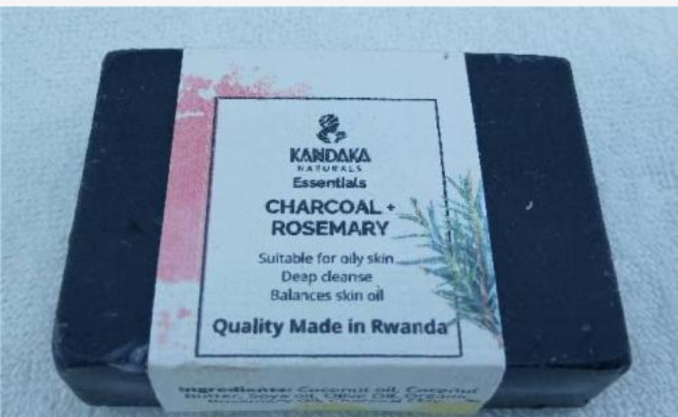 KANDAKA
NATURALS
Essentials
CHARCOAL +
ROSEMARY
Suitable for oily skin
Deep cleanse
Balances skin oil
Quality Made in Rwanda
Ingredients: Coconut oil, Coconut
Butter, Soya oil, Olive Oil,